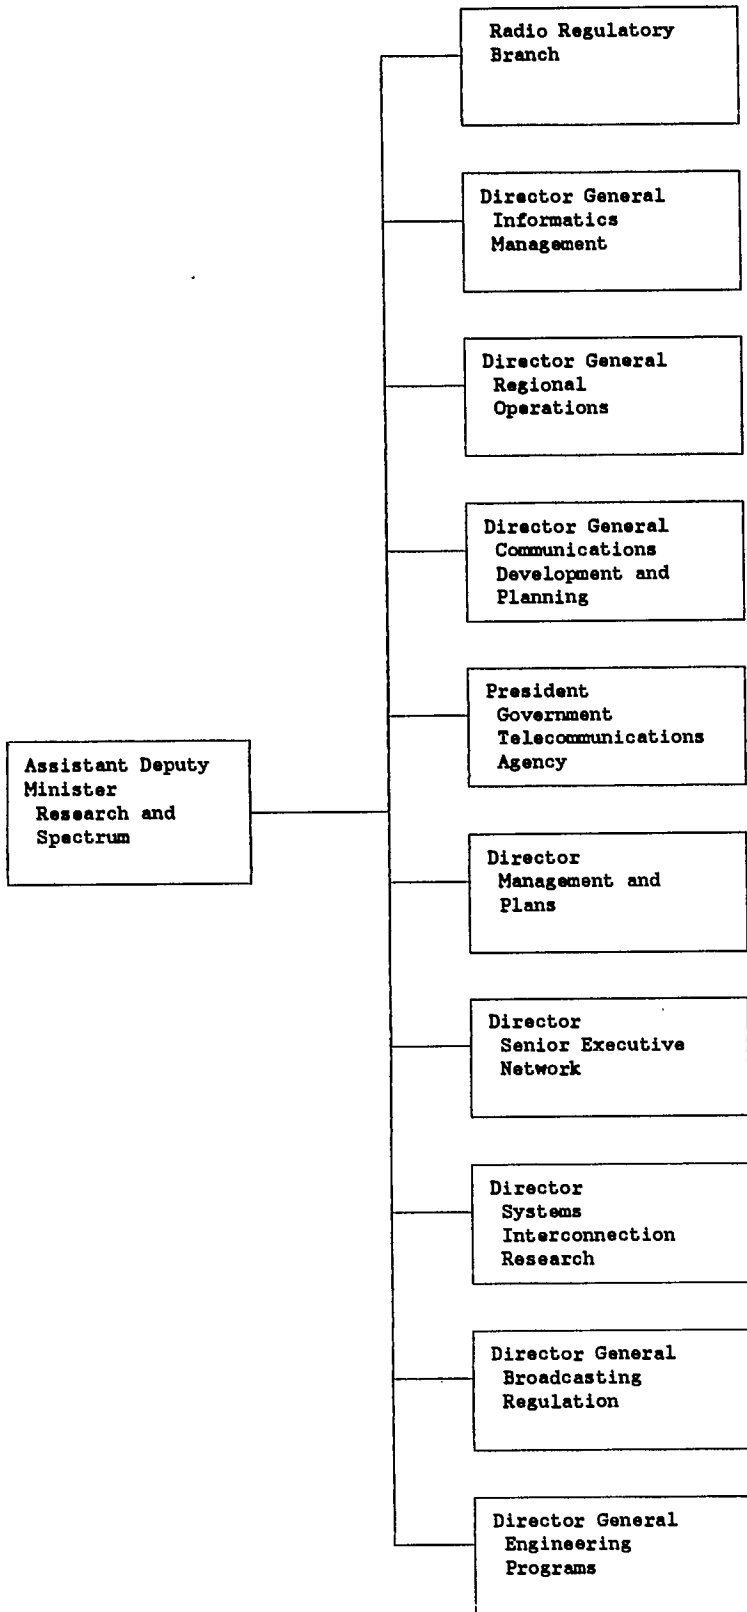 Radio Regulatory
Branch
Director General
Informatics
Management
Director General
Regional
Operations
Director General
Communications
Development and
Planning
President
Government
Telecommunications
Agency
Assistant Deputy
Minister
Research and
Spectrum
Director
Management and
Plans
Director
Senior Executive
Network
Director
Systems
Interconnection
Research
Director General
Broadcasting
Regulation
Director General
Engineering
Programs